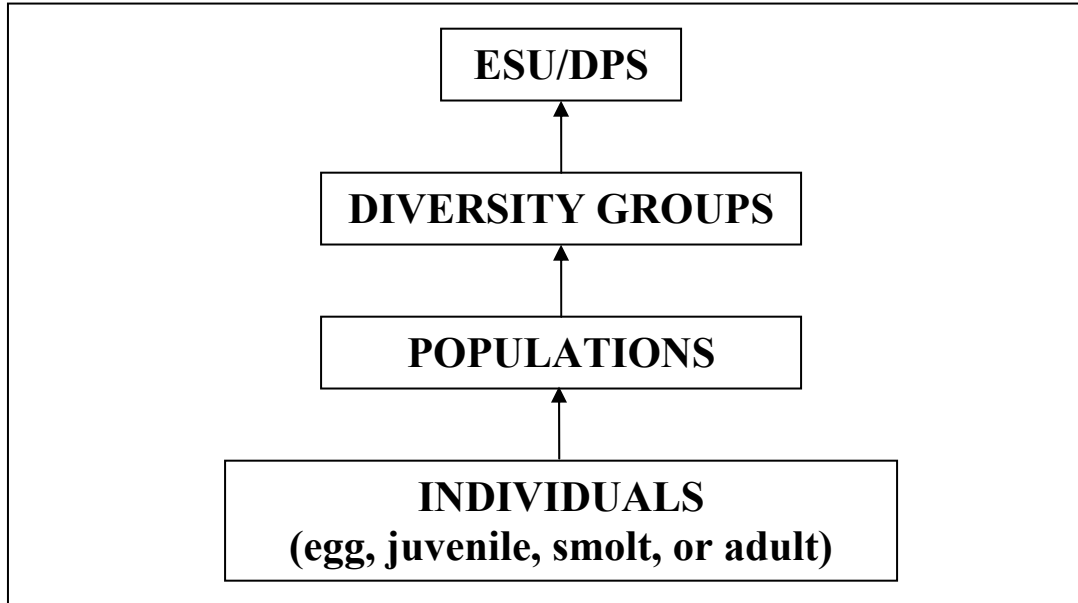 ESU/DPS
DIVERSITY GROUPS
POPULATIONS
INDIVIDUALS
(egg, juvenile, smolt, or adult)